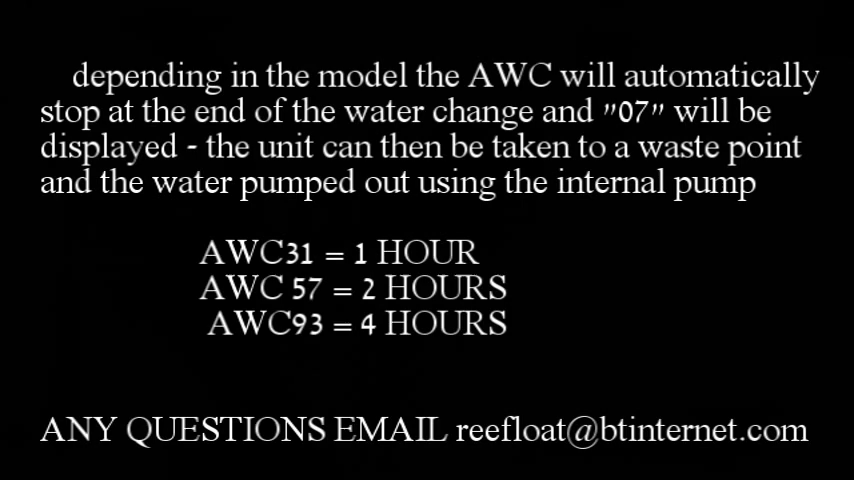 depending in the model the AWC will automatically
stop at the end of the water change and "07" will be
displayed - the unit can then be taken to a waste point
and the water pumped out using the internal pump
AWC31 = 1 HOUR
AWC 57 = 2 HOURS
AWC93 = 4 HOURS
ANY QUESTIONS EMAIL reefloat@btinternet.com